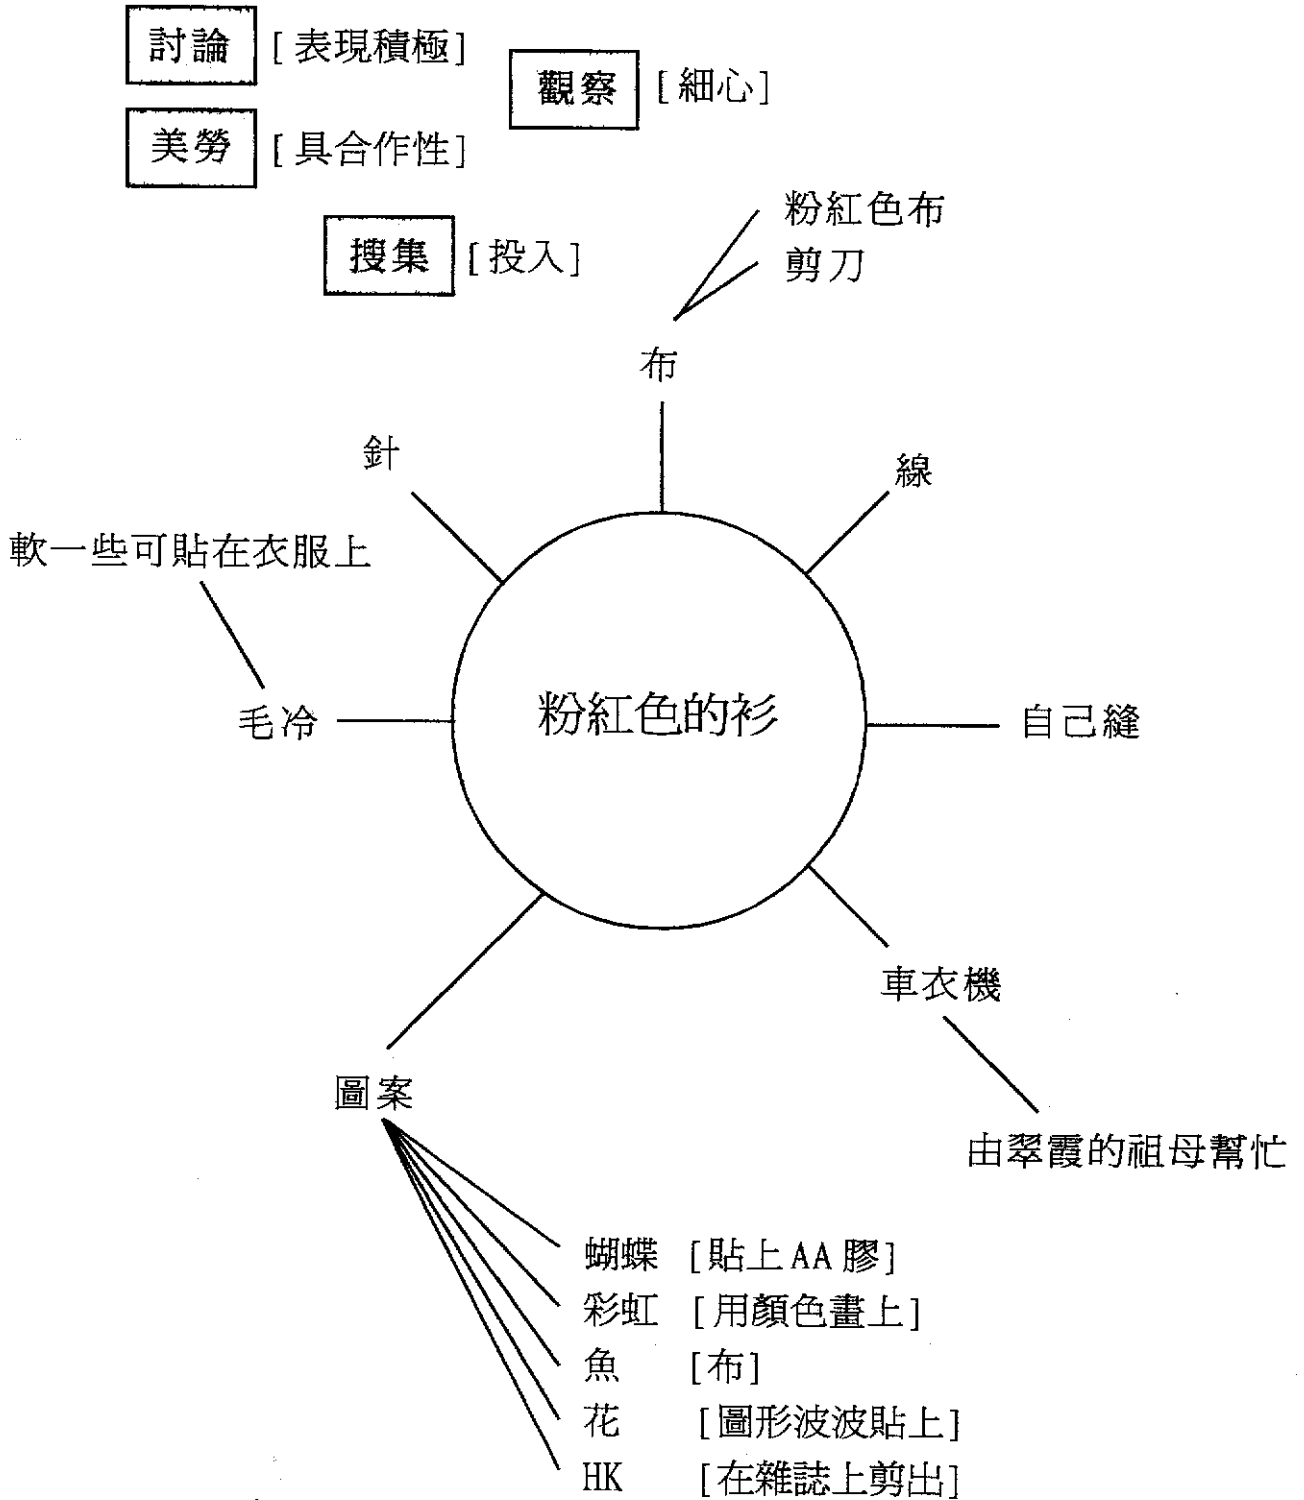 討論 [表現積極]
觀察 [細心]
美勞 [具合作性]
搜集 [投入]
粉紅色布
剪刀
布
針
線
軟一些可貼在衣服上
毛冷
粉紅色的衫
自己縫
車衣機
圖案
由翠霞的祖母幫忙
蝴蝶 [貼上AA膠]
彩虹 [用顏色畫上]
魚 [布]
花 [圖形波波貼上]
HK [在雜誌上剪出]